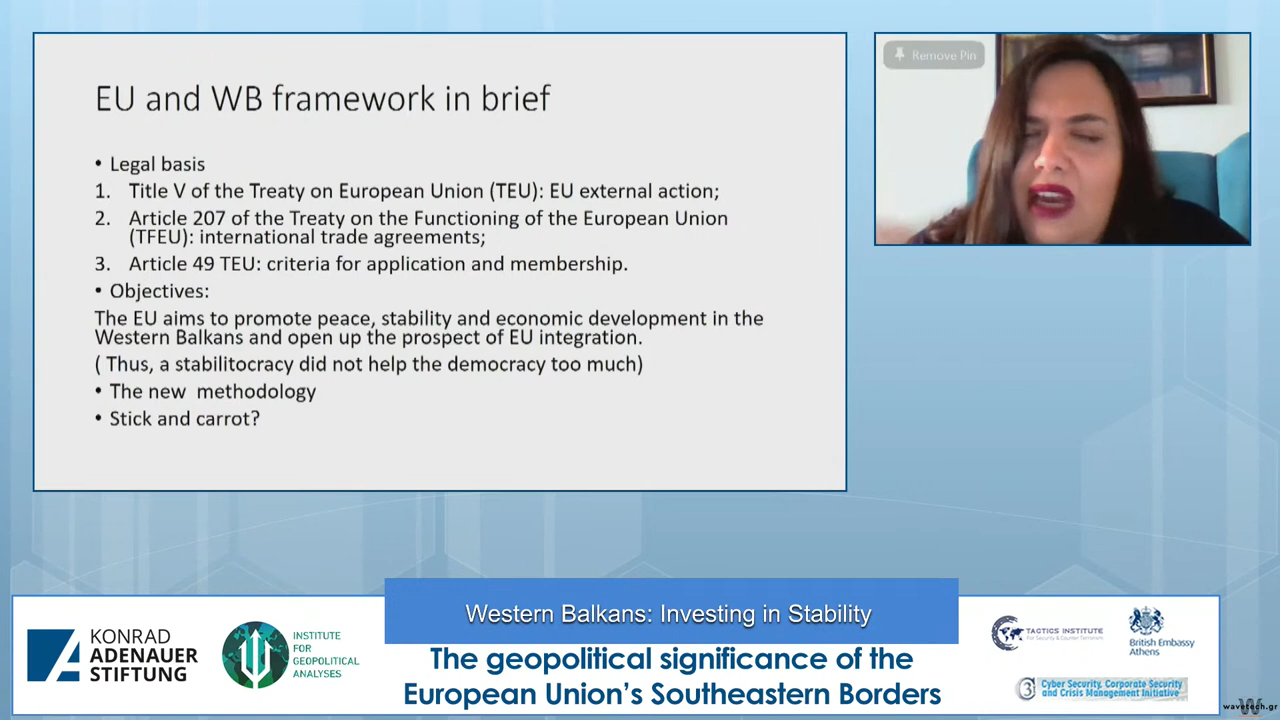 EU and WB framework in brief
• Legal basis
1. Title V of the Treaty on European Union (TEU): EU external action;
2. Article 207 of the Treaty on the Functioning of the European Union
(TFEU): international trade agreements;
3. Article 49 TEU: criteria for application and membership.
• Objectives:
The EU aims to promote peace, stability and economic development in the
Western Balkans and open up the prospect of EU integration.
( Thus, a stabilitocracy did not help the democracy too much)
• The new methodology
• Stick and carrot?
Remove Pin
Western Balkans: Investing in Stability
The geopolitical significance of the
European Union's Southeastern Borders
KONRAD
ADENAUER
STIFTUNG
INSTITUTE
FOR
GEOPOLITICAL
ANALYSES
TACTICS INSTITUTE
For Security & Counter Terrorism
British Embassy
Athens
Cyber Security, Corporate Security
and Crisis Management Initiative
wavetech.gr